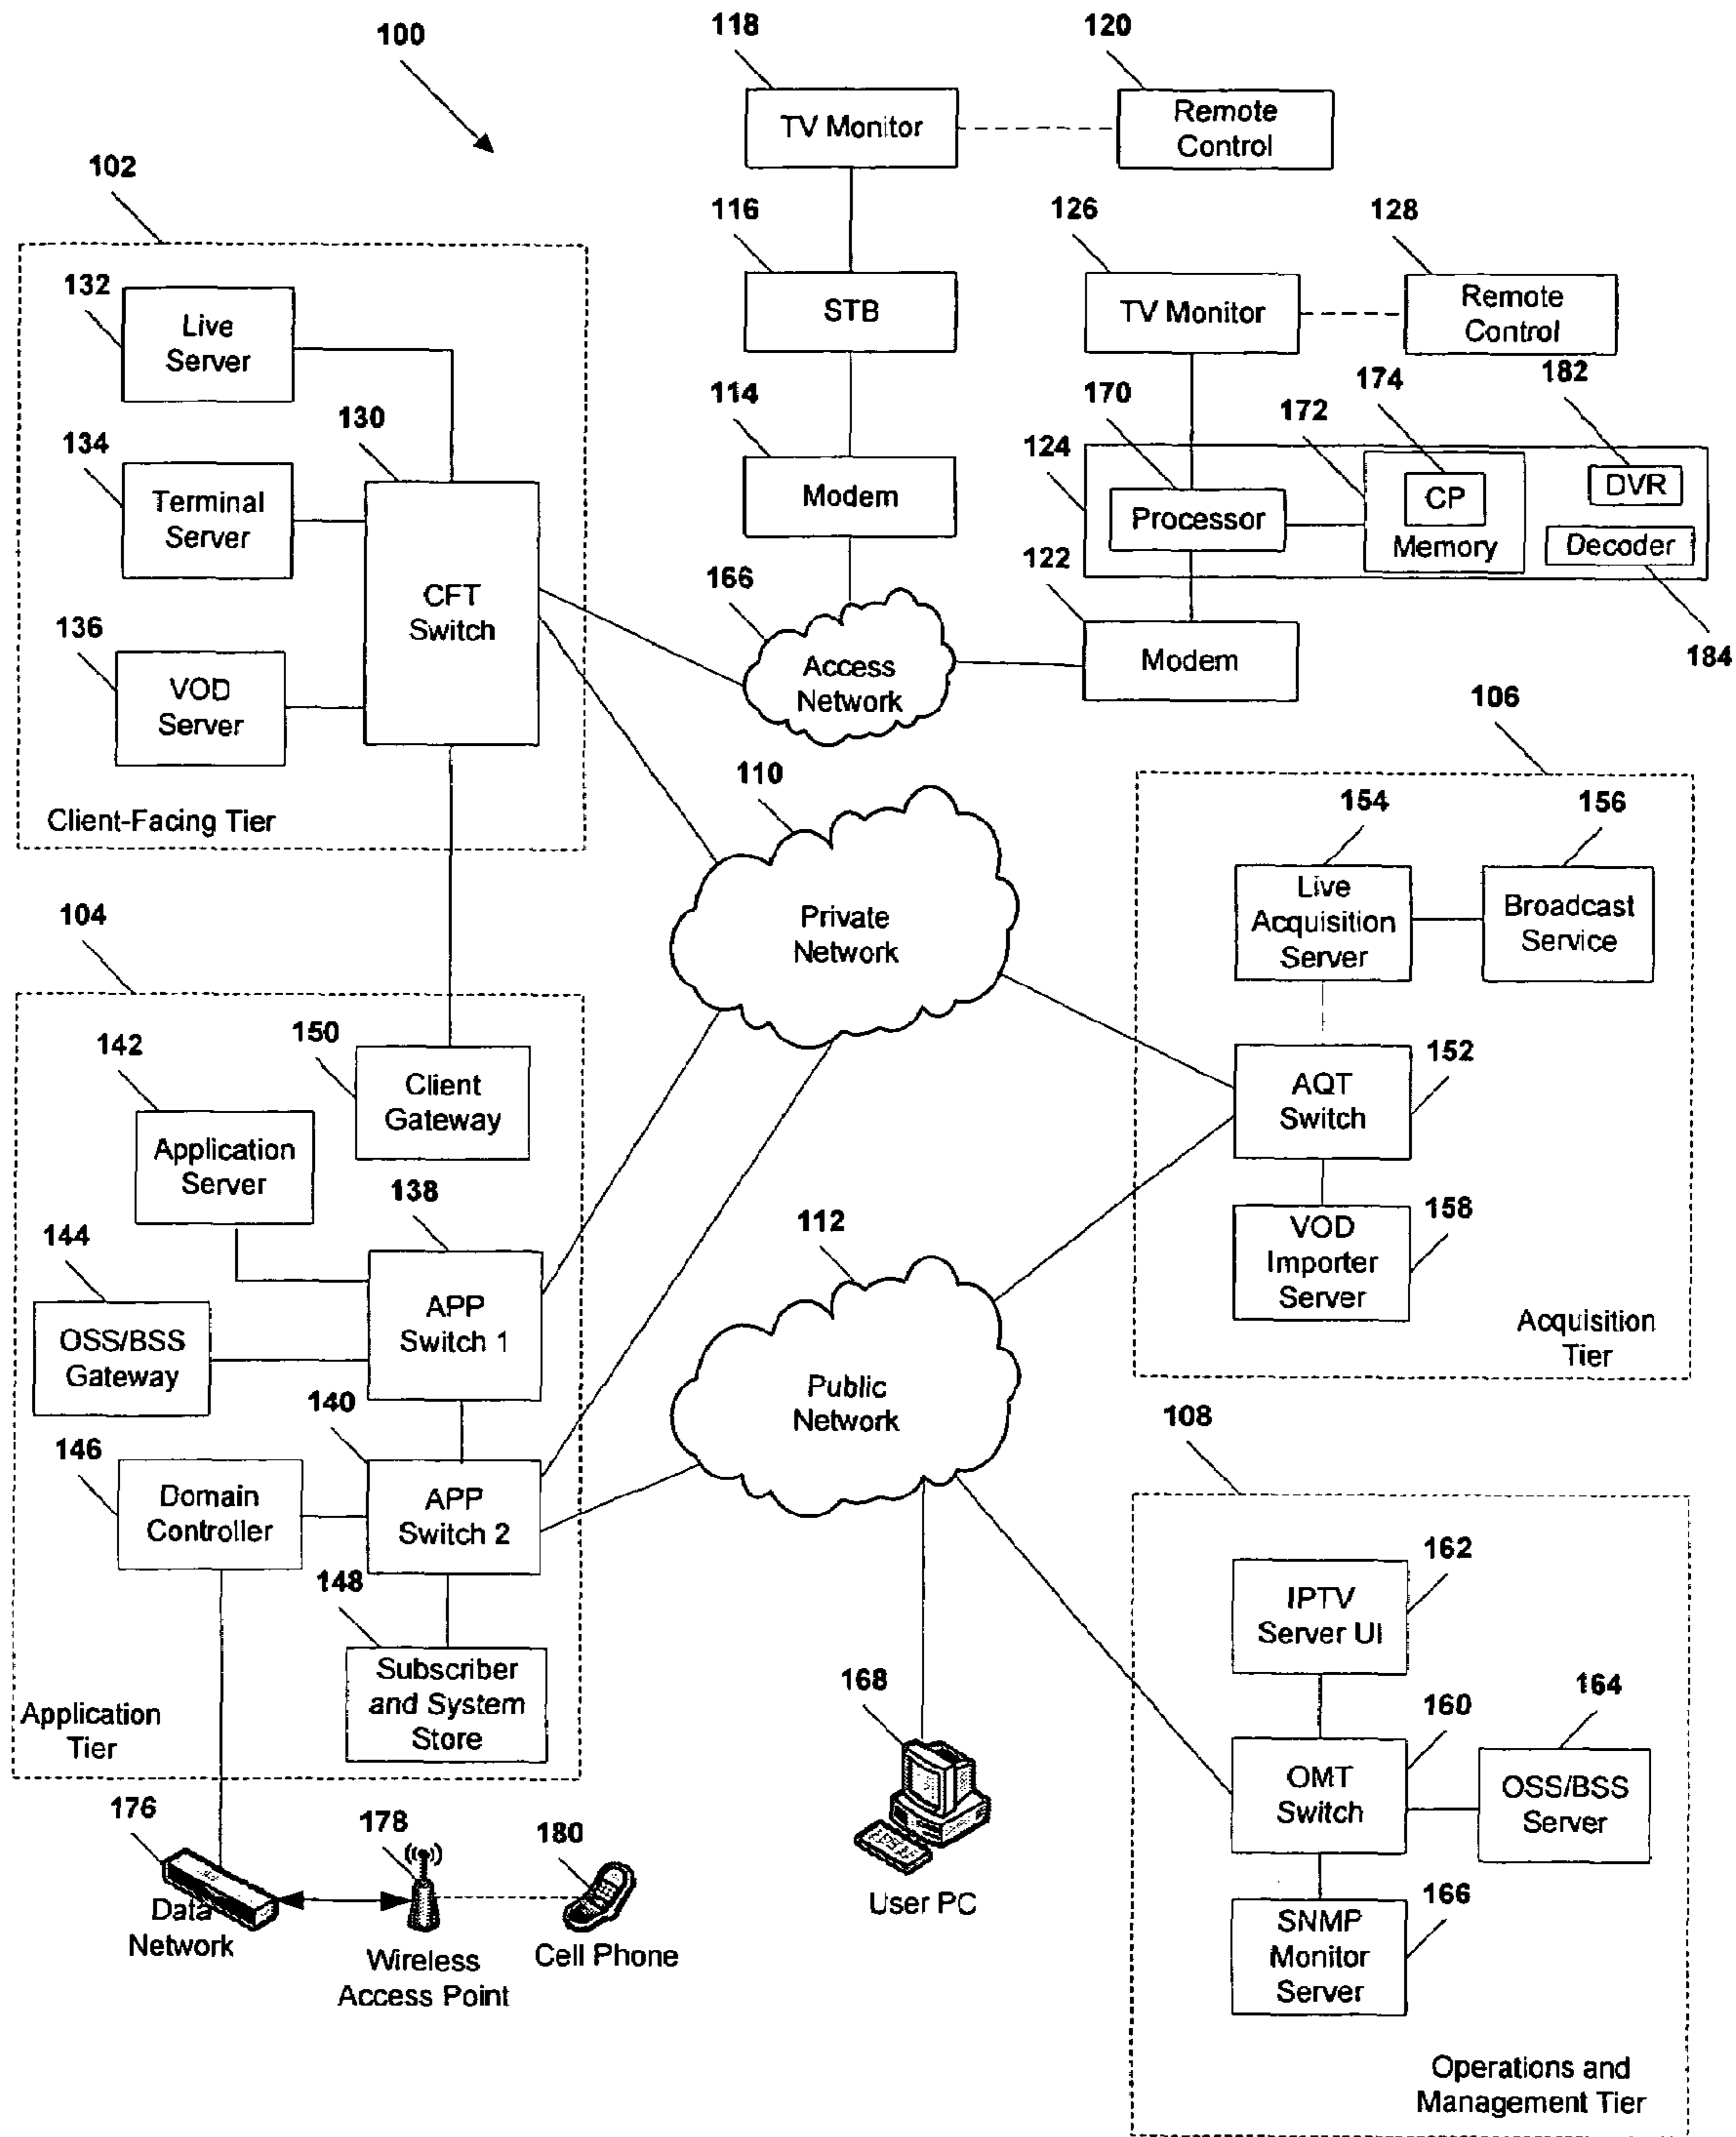 100
118
120
TV Monitor
Remote
Control
102
116
126
128
STB
TV Monitor
Remote
Control
132
Live
Server
114
170
172
174
182
130
134
Terminal
Server
Modem
124
Processor
CP
Memory
DVR
Decoder
122
166
CFT
Switch
136
VOD
Server
Access
Network
Modem
184
Client-Facing Tier
110
106
154
156
Live
Acquisition
Server
Broadcast
Service
Private
Network
104
150
142
Client
Gateway
152
AQT
Switch
Application
Server
138
112
158
VOD
Importer
Server
144
APP
Switch 1
OSS/BSS
Gateway
Acquisition
Tier
Public
Network
140
108
146
Domain
Controller
APP
Switch 2
148
162
IPTV
Server UI
Subscriber
and System
Store
168
160
164
Application
Tier
OMT
Switch
OSS/BSS
Server
176
178
180
Data
Network
Wireless
Access Point
Cell Phone
User PC
166
SNMP
Monitor
Server
Operations and
Management Tier